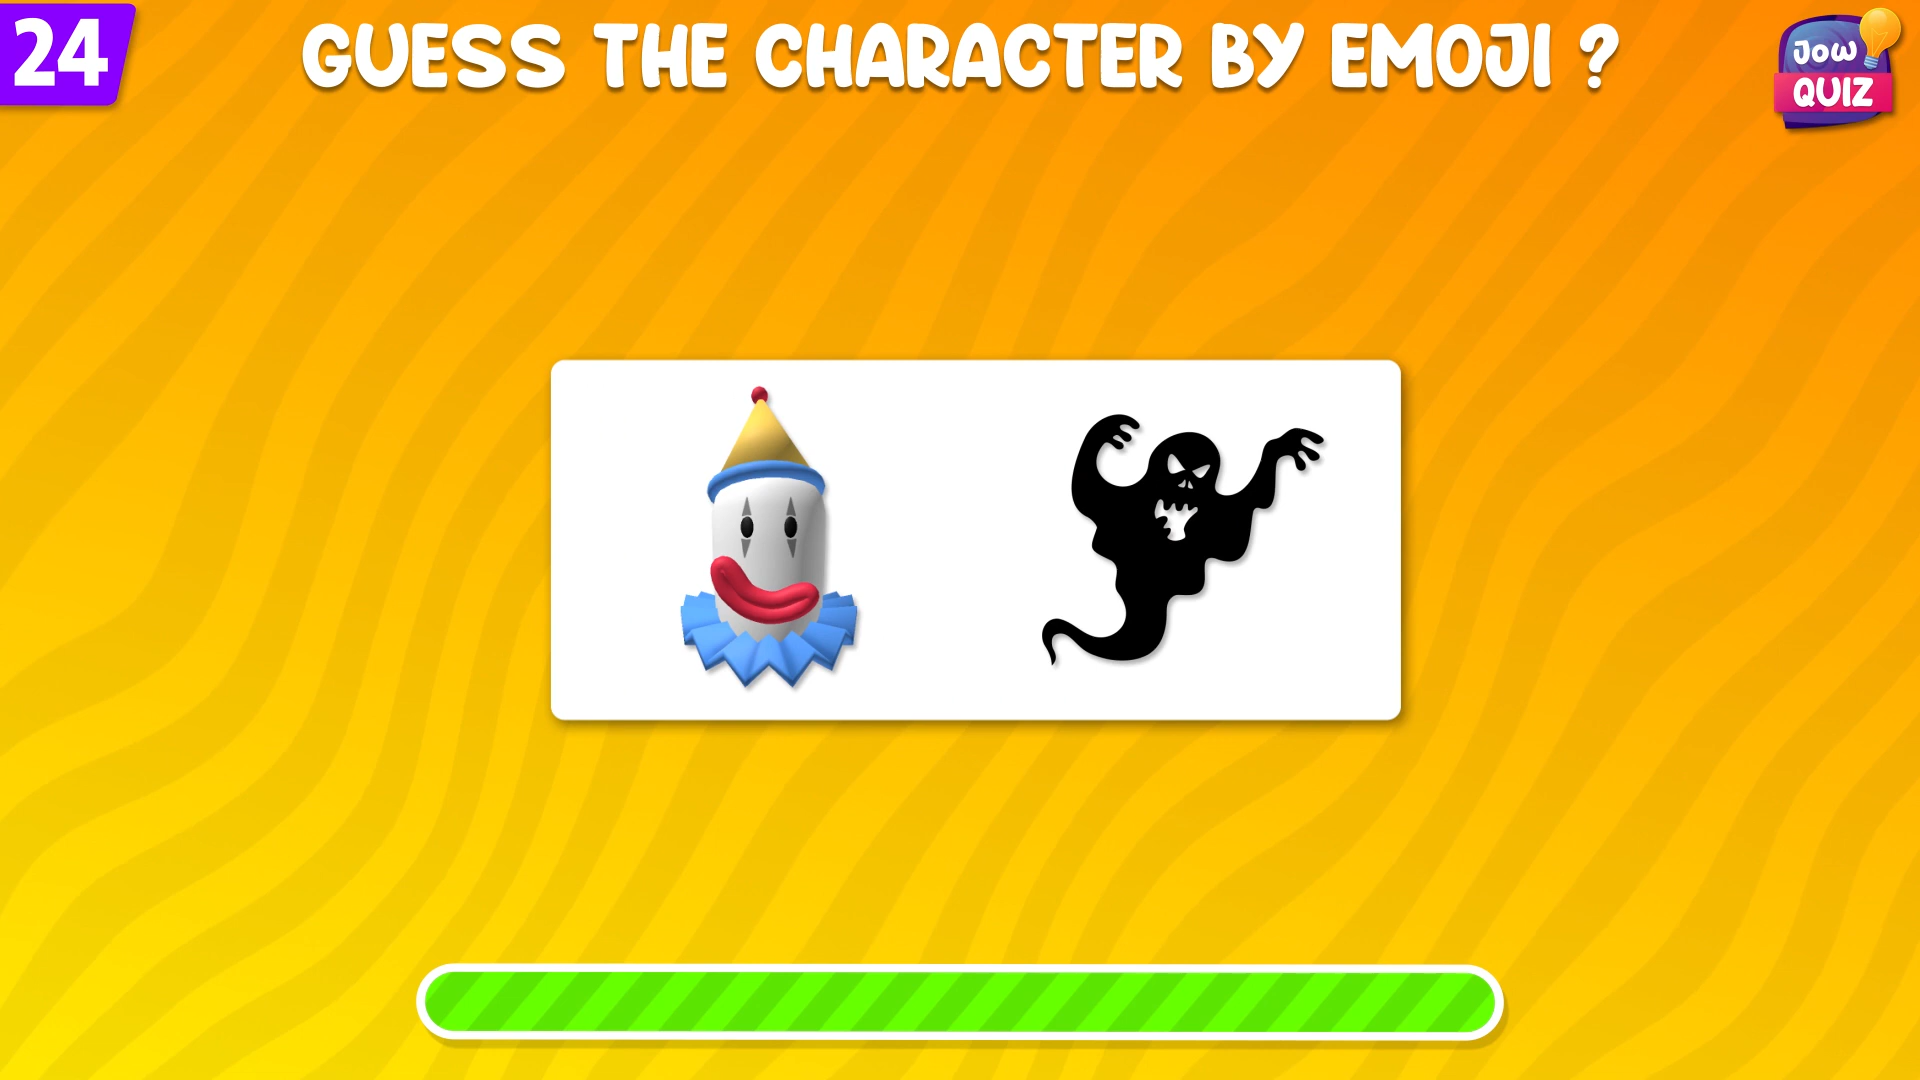 24
GUESS THE CHARACTER BY EMOJI ?
JOW
QUIZ